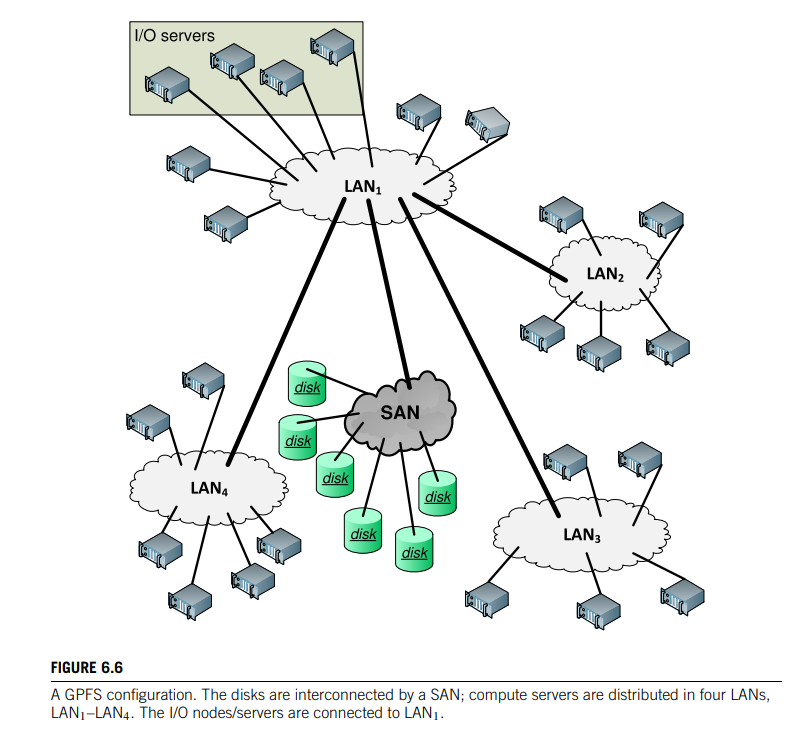 I/O servers
LAN₁
LAN₂
disk
SAN
disk
disk
LAN₄
disk
disk
LAN₃
disk
FIGURE 6.6
A GPFS configuration. The disks are interconnected by a SAN; compute servers are distributed in four LANs,
LAN₁–LAN₄. The I/O nodes/servers are connected to LAN₁.